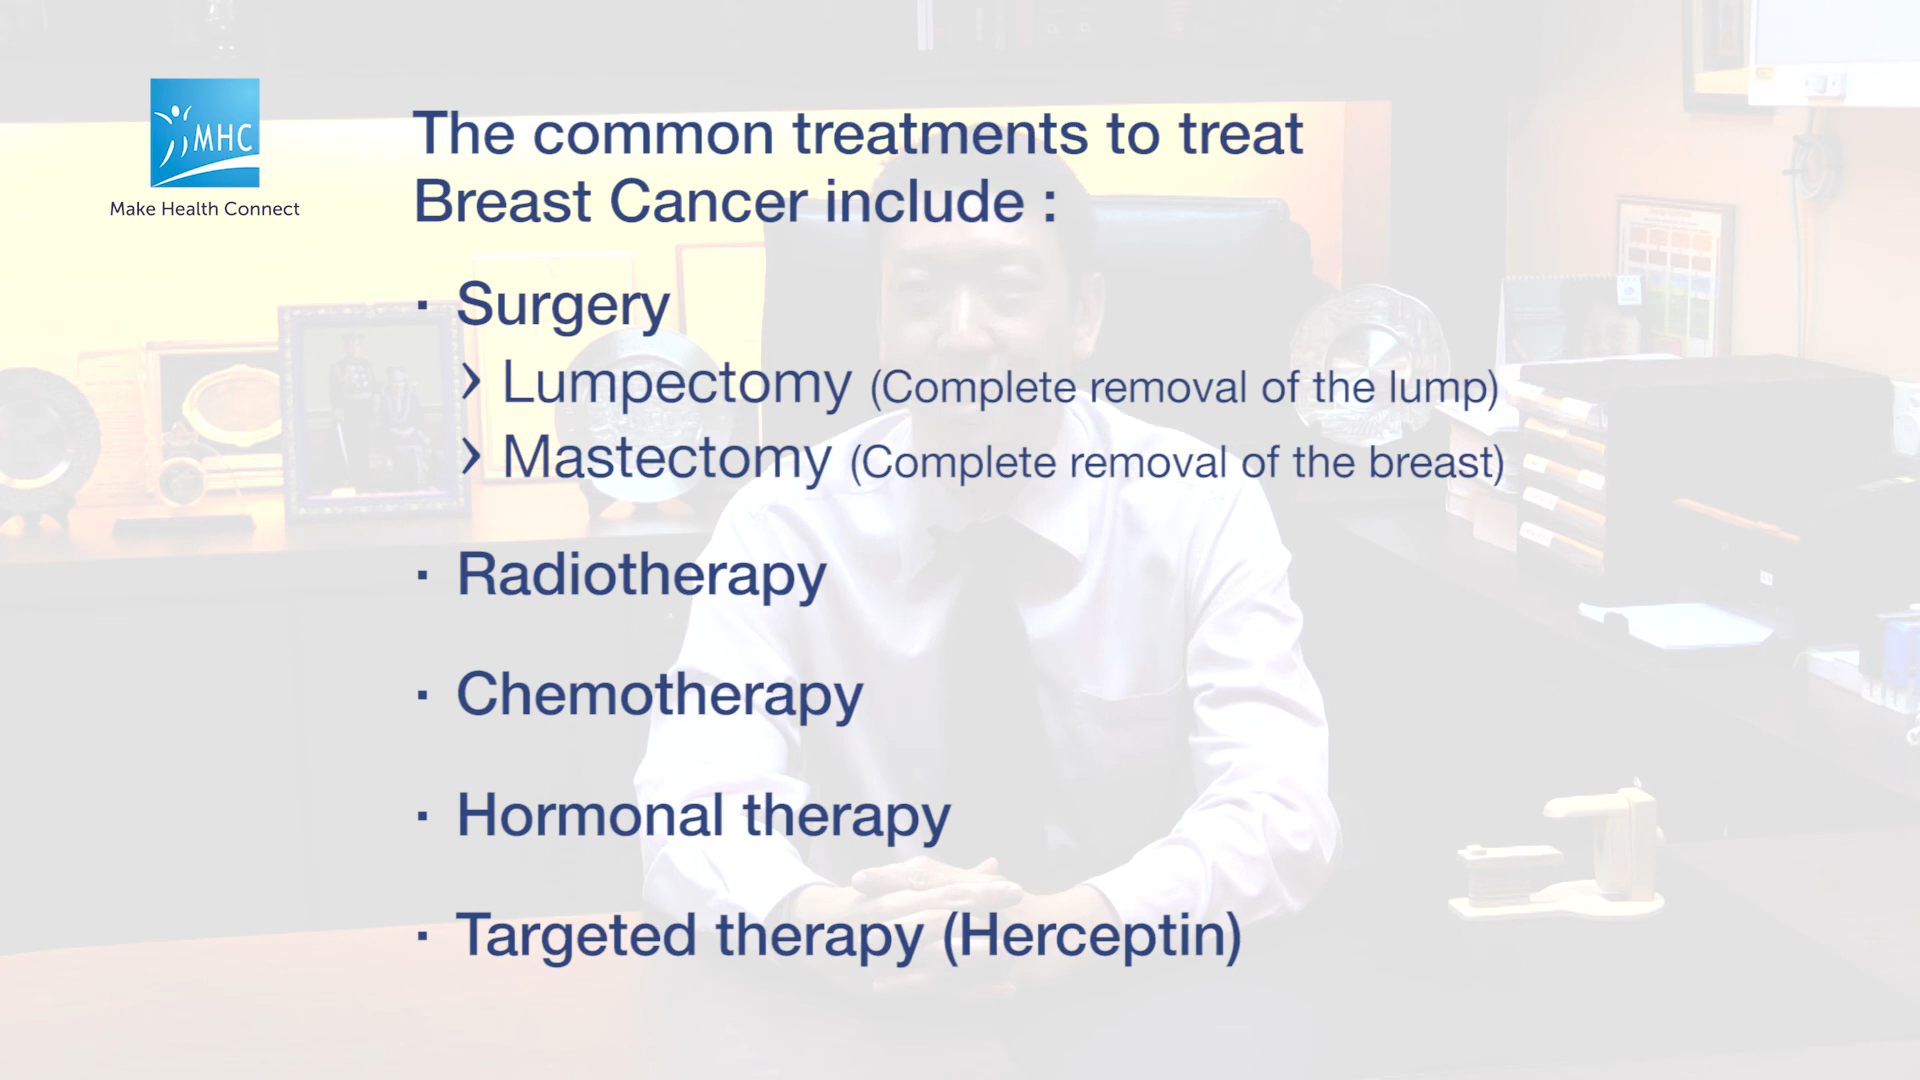 MHC
Make Health Connect
The common treatments to treat
Breast Cancer include :
· Surgery
› Lumpectomy (Complete removal of the lump)
› Mastectomy (Complete removal of the breast)
· Radiotherapy
· Chemotherapy
· Hormonal therapy
· Targeted therapy (Herceptin)